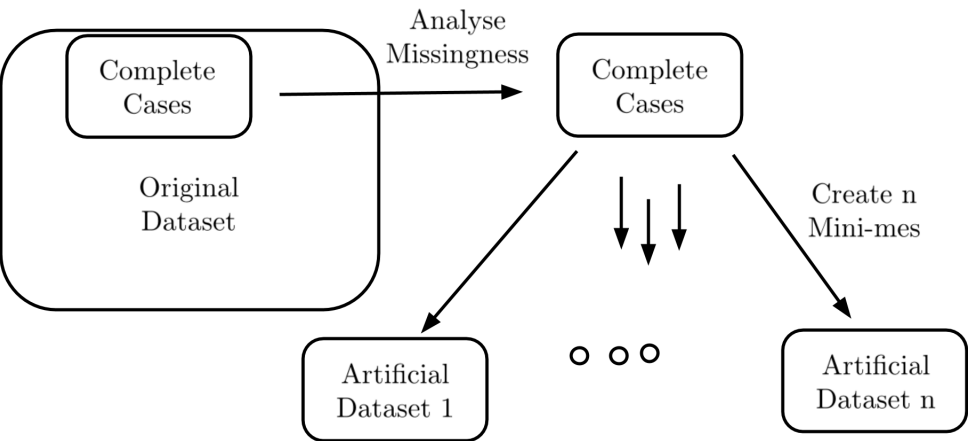 Analyse
Missingness
Complete
Cases
Complete
Cases
Original
Dataset
Create n
Mini-mes
Artificial
Dataset 1
Artificial
Dataset n